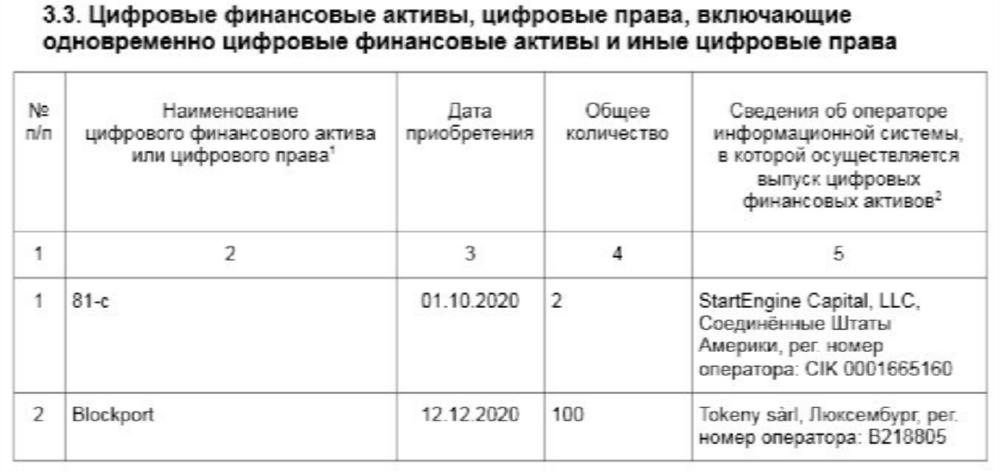 3.3. Цифровые финансовые активы, цифровые права, включающие
одновременно цифровые финансовые активы и иные цифровые права
№
п/п
Наименование
цифрового финансового актива
или цифрового права¹
Дата
приобретения
Общее
количество
Сведения об операторе
информационной системы,
в которой осуществляется
выпуск цифровых
финансовых активов²
1
2
3
4
5
1
81-с
01.10.2020
2
StartEngine Capital, LLC,
Соединённые Штаты
Америки, рег. номер
оператора: CIK 0001665160
2
Blockport
12.12.2020
100
Tokeny sàrl, Люксембург, рег.
номер оператора: B218805